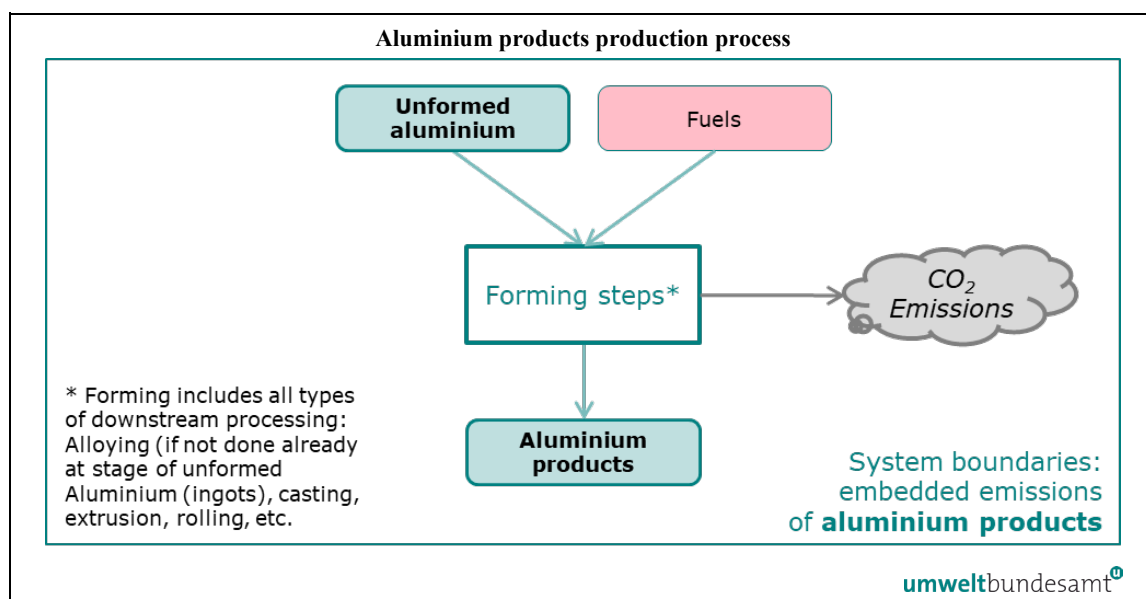 Aluminium products production process
Unformed
aluminium
Fuels
Forming steps*
CO₂
Emissions
* Forming includes all types
of downstream processing:
Alloying (if not done already
at stage of unformed
Aluminium (ingots), casting,
extrusion, rolling, etc.
Aluminium
products
System boundaries:
embedded emissions
of aluminium products
umweltbundesamt
u